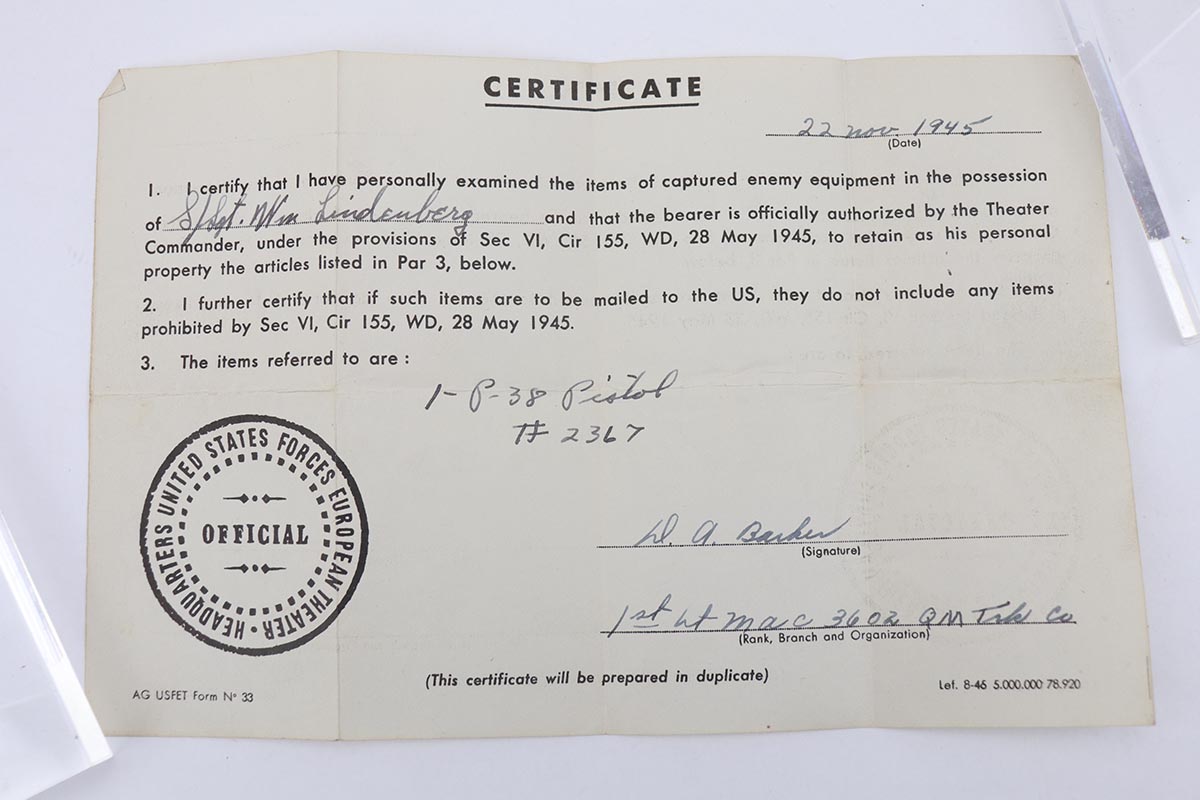 CERTIFICATE
22 Nov. 1945
(Date)
1. I certify that I have personally examined the items of captured enemy equipment in the possession
of S/Sgt. Wm Lindenberg and that the bearer is officially authorized by the Theater
Commander, under the provisions of Sec VI, Cir 155, WD, 28 May 1945, to retain as his personal
property the articles listed in Par 3, below.
2. I further certify that if such items are to be mailed to the US, they do not include any items
prohibited by Sec VI, Cir 155, WD, 28 May 1945.
3. The items referred to are :
1- P-38 Pistol
# 2367
HEADQUARTERS UNITED STATES FORCES EUROPEAN THEATER
OFFICIAL
D. A. Barker
(Signature)
1st Lt MAC 3602 QM Trk Co
(Rank, Branch and Organization)
(This certificate will be prepared in duplicate)
AG USFET Form N° 33
Lef. 8-45 5.000.000 78.920